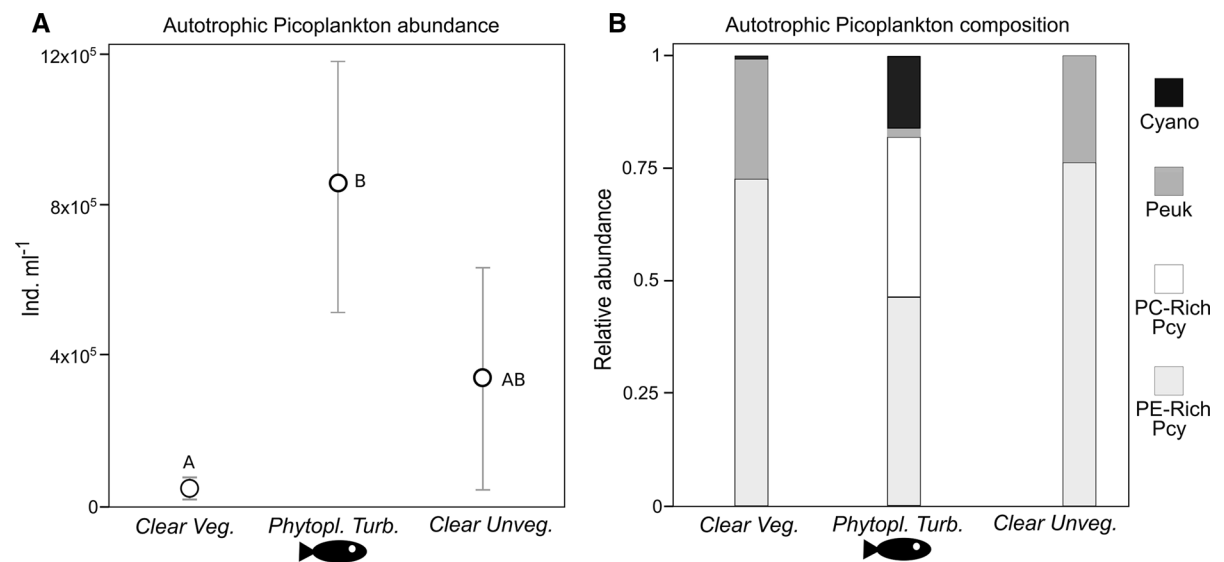 A
Autotrophic Picoplankton abundance
12x10⁵
8x10⁵
4x10⁵
0
Ind. ml⁻¹
A
B
AB
Clear Veg.
Phytopl. Turb.
Clear Unveg.
B
Autotrophic Picoplankton composition
1
0.75
0.5
0.25
0
Relative abundance
Clear Veg.
Phytopl. Turb.
Clear Unveg.
Cyano
Peuk
PC-Rich
Pcy
PE-Rich
Pcy